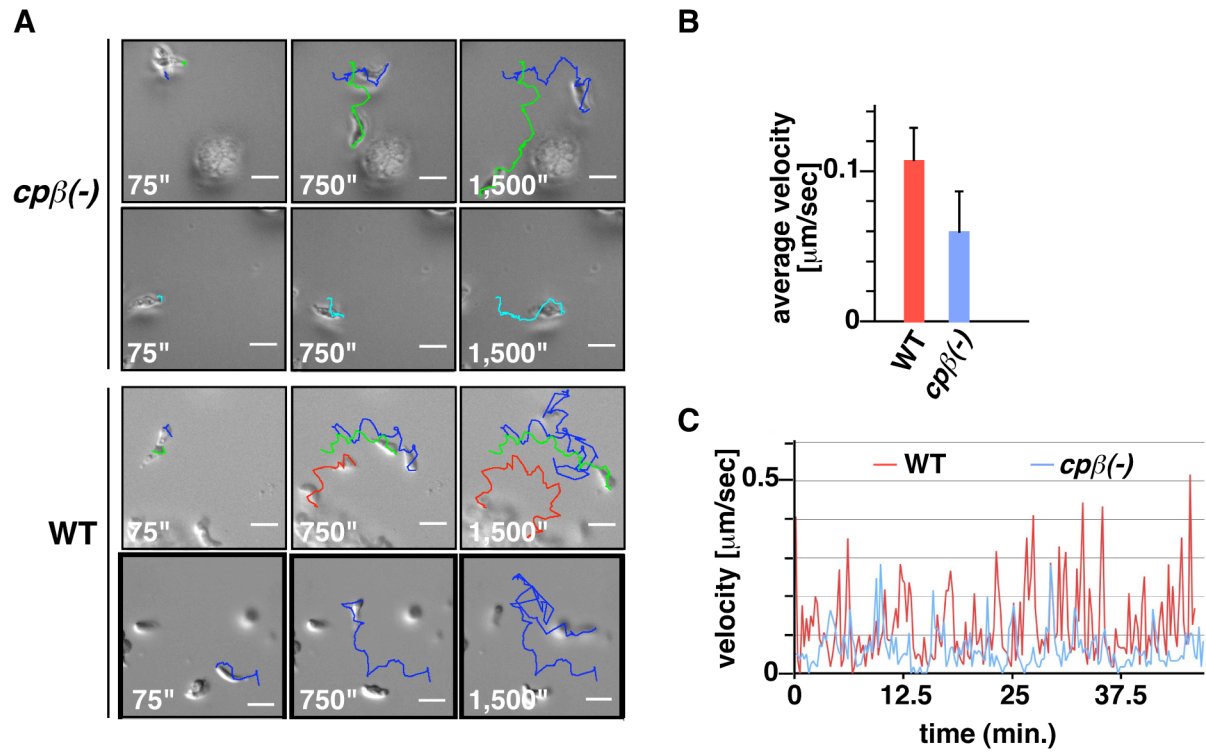 A
cpβ(-)
75"
750"
1,500"
75"
750"
1,500"
WT
75"
750"
1,500"
75"
750"
1,500"
B
average velocity
[μm/sec]
0.1
0
WT
cpβ(-)
C
velocity [μm/sec]
WT
cpβ(-)
0.5
0
0
12.5
25
37.5
time (min.)